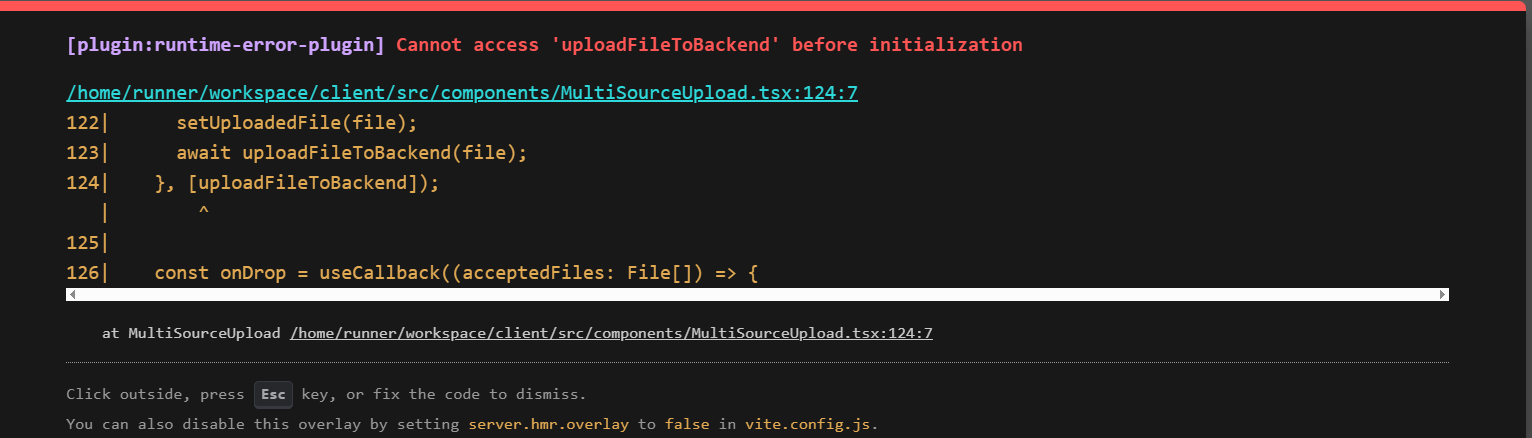 [plugin:runtime-error-plugin] Cannot access 'uploadFileToBackend' before initialization
/home/runner/workspace/client/src/components/MultiSourceUpload.tsx:124:7
122|      setUploadedFile(file);
123|      await uploadFileToBackend(file);
124|    }, [uploadFileToBackend]);
   |        ^
125|
126|    const onDrop = useCallback((acceptedFiles: File[]) => {
at MultiSourceUpload /home/runner/workspace/client/src/components/MultiSourceUpload.tsx:124:7
Click outside, press Esc key, or fix the code to dismiss.
You can also disable this overlay by setting server.hmr.overlay to false in vite.config.js.